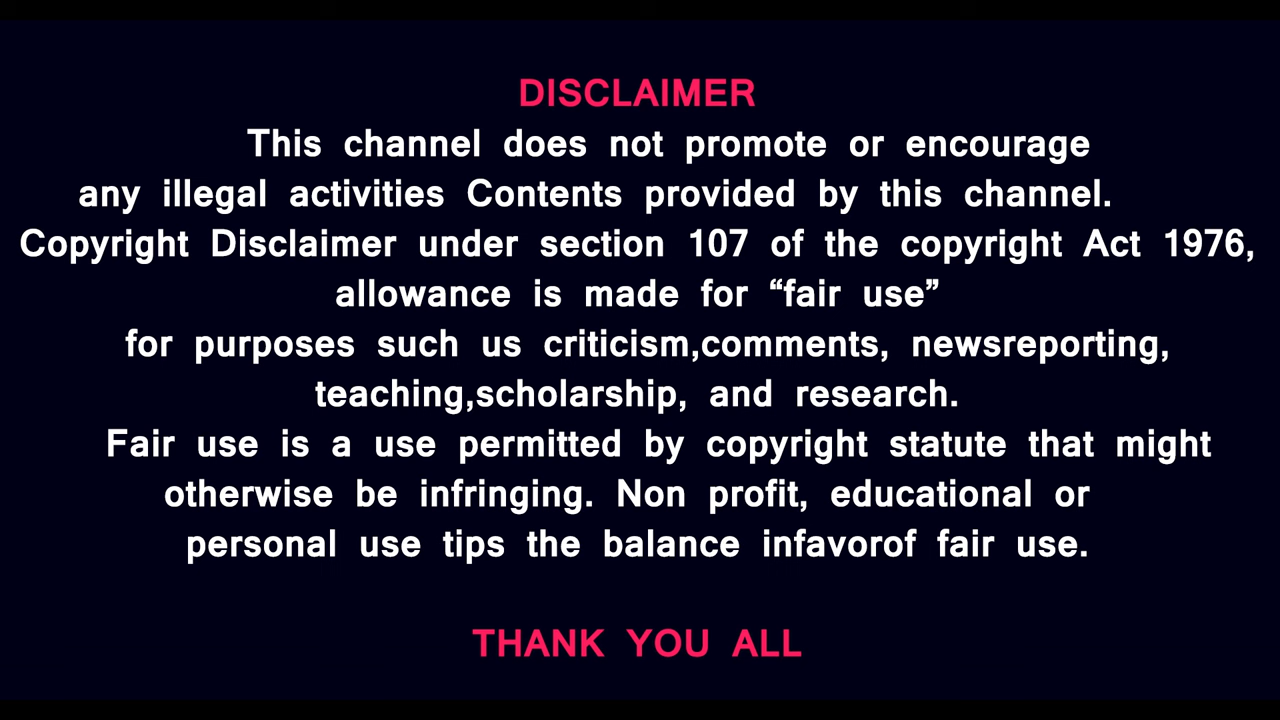 DISCLAIMER
This channel does not promote or encourage
any illegal activities Contents provided by this channel.
Copyright Disclaimer under section 107 of the copyright Act 1976,
allowance is made for “fair use”
for purposes such us criticism,comments, newsreporting,
teaching,scholarship, and research.
Fair use is a use permitted by copyright statute that might
otherwise be infringing. Non profit, educational or
personal use tips the balance infavorof fair use.
THANK YOU ALL